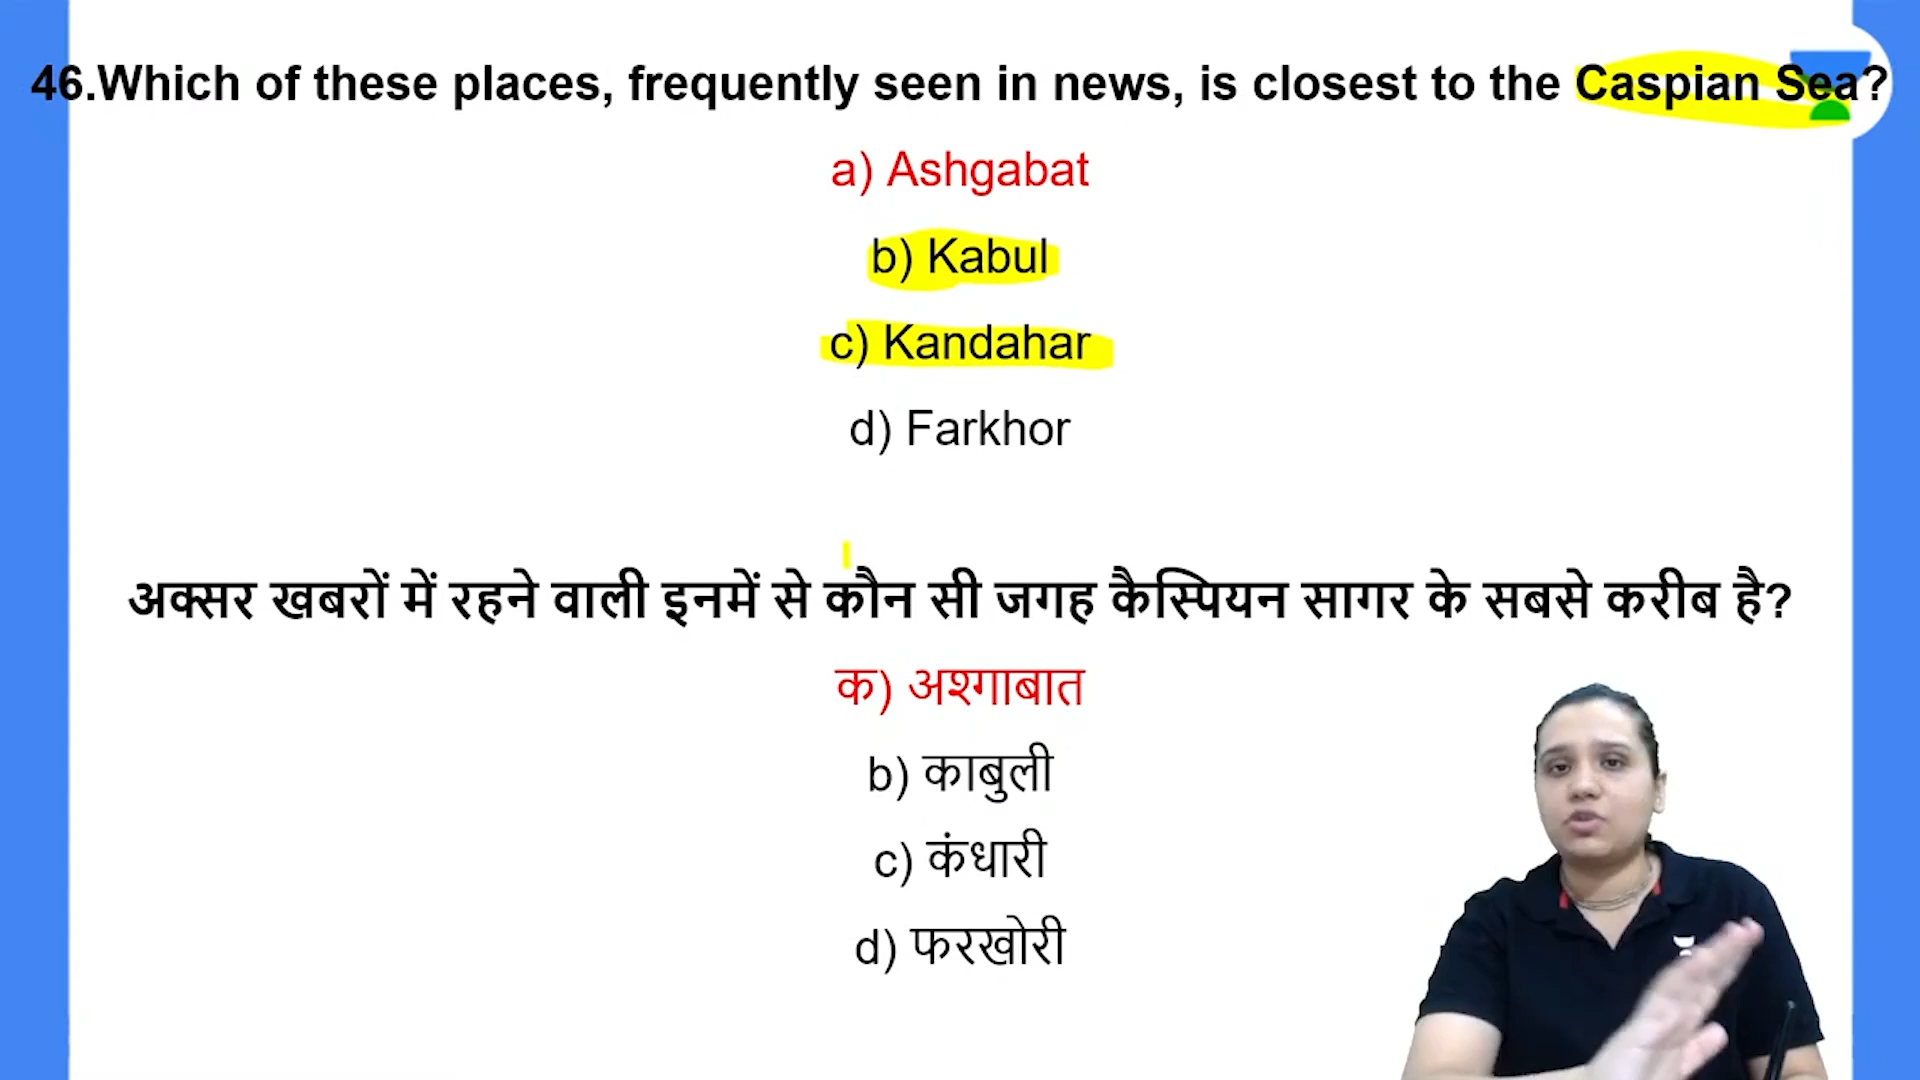 46.Which of these places, frequently seen in news, is closest to the Caspian Sea?
a) Ashgabat
b) Kabul
c) Kandahar
d) Farkhor
अक्सर खबरों में रहने वाली इनमें से कौन सी जगह कैस्पियन सागर के सबसे करीब है?
क) अश्गाबात
b) काबुली
c) कंधारी
d) फरखोरी